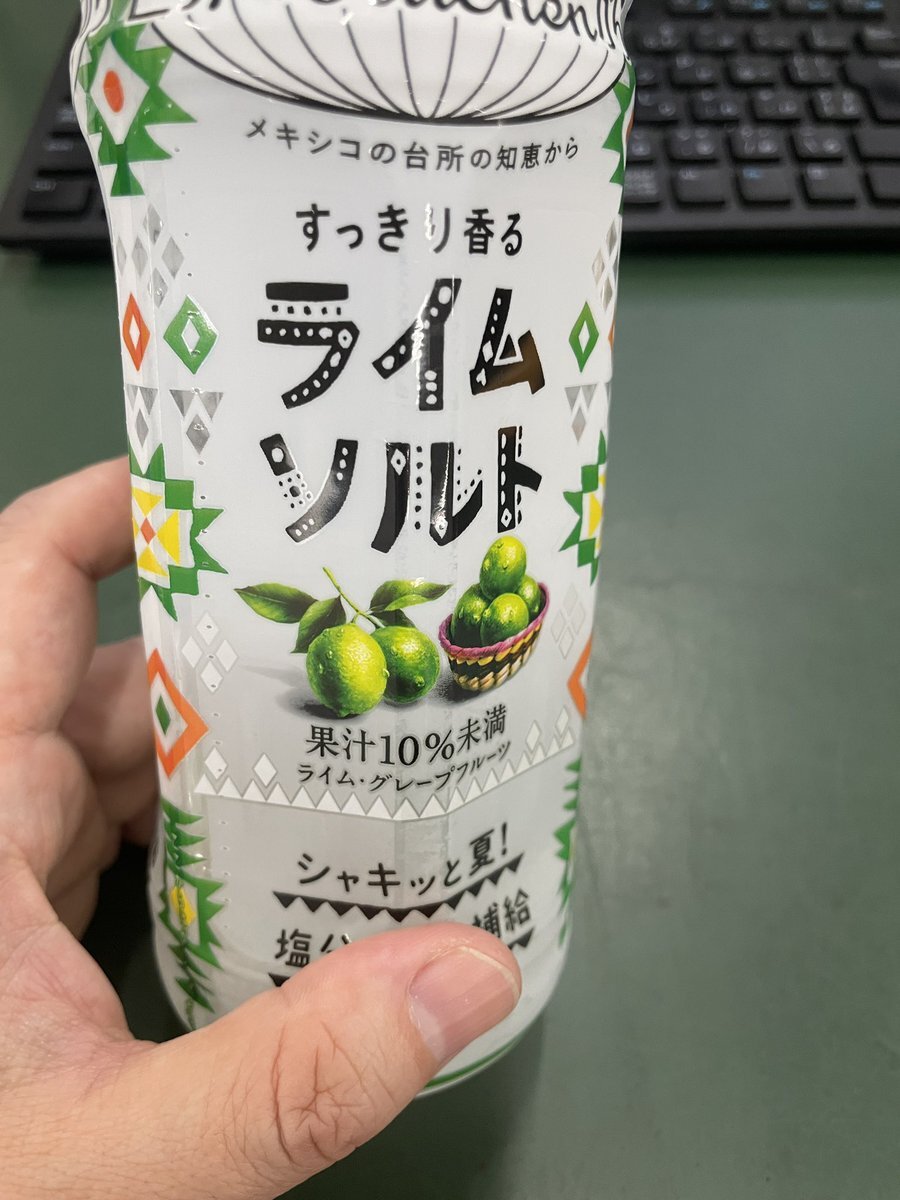 メキシコの台所の知恵から
すっきり香る
ライム
ソルト
果汁10%未満
ライム・グレープフルーツ
シャキッと夏!
塩分 補給